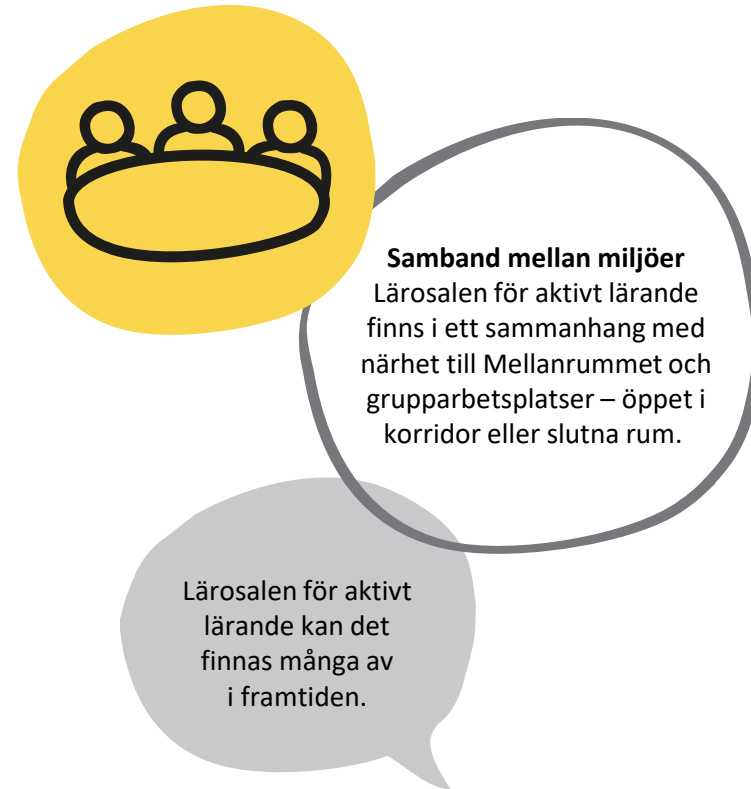 Samband mellan miljöer
Lärosalen för aktivt lärande
finns i ett sammanhang med
närhet till Mellanrummet och
grupparbetsplatser – öppet i
korridor eller slutna rum.
Lärosalen för aktivt
lärande kan det
finnas många av
i framtiden.